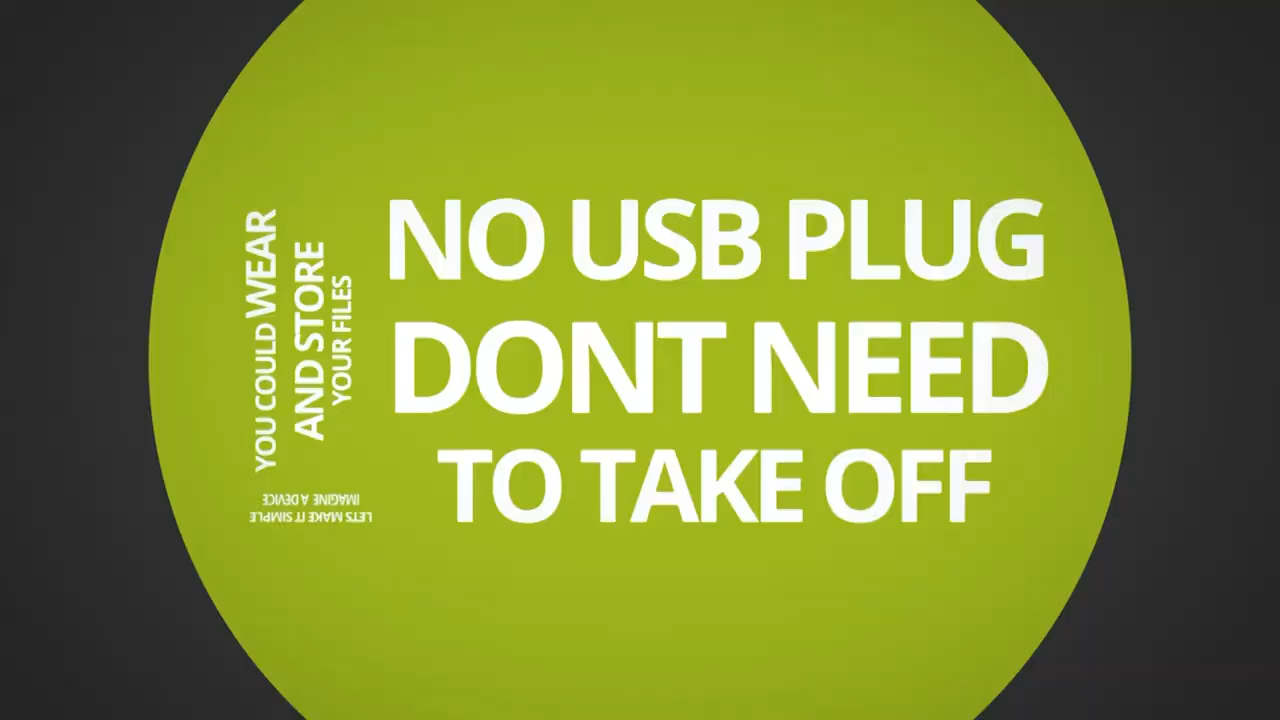 NO USB PLUG
DONT NEED
TO TAKE OFF
YOU COULD WEAR
AND STORE
YOUR FILES
LETS MAKE IT SIMPLE
IMAGINE A DEVICE